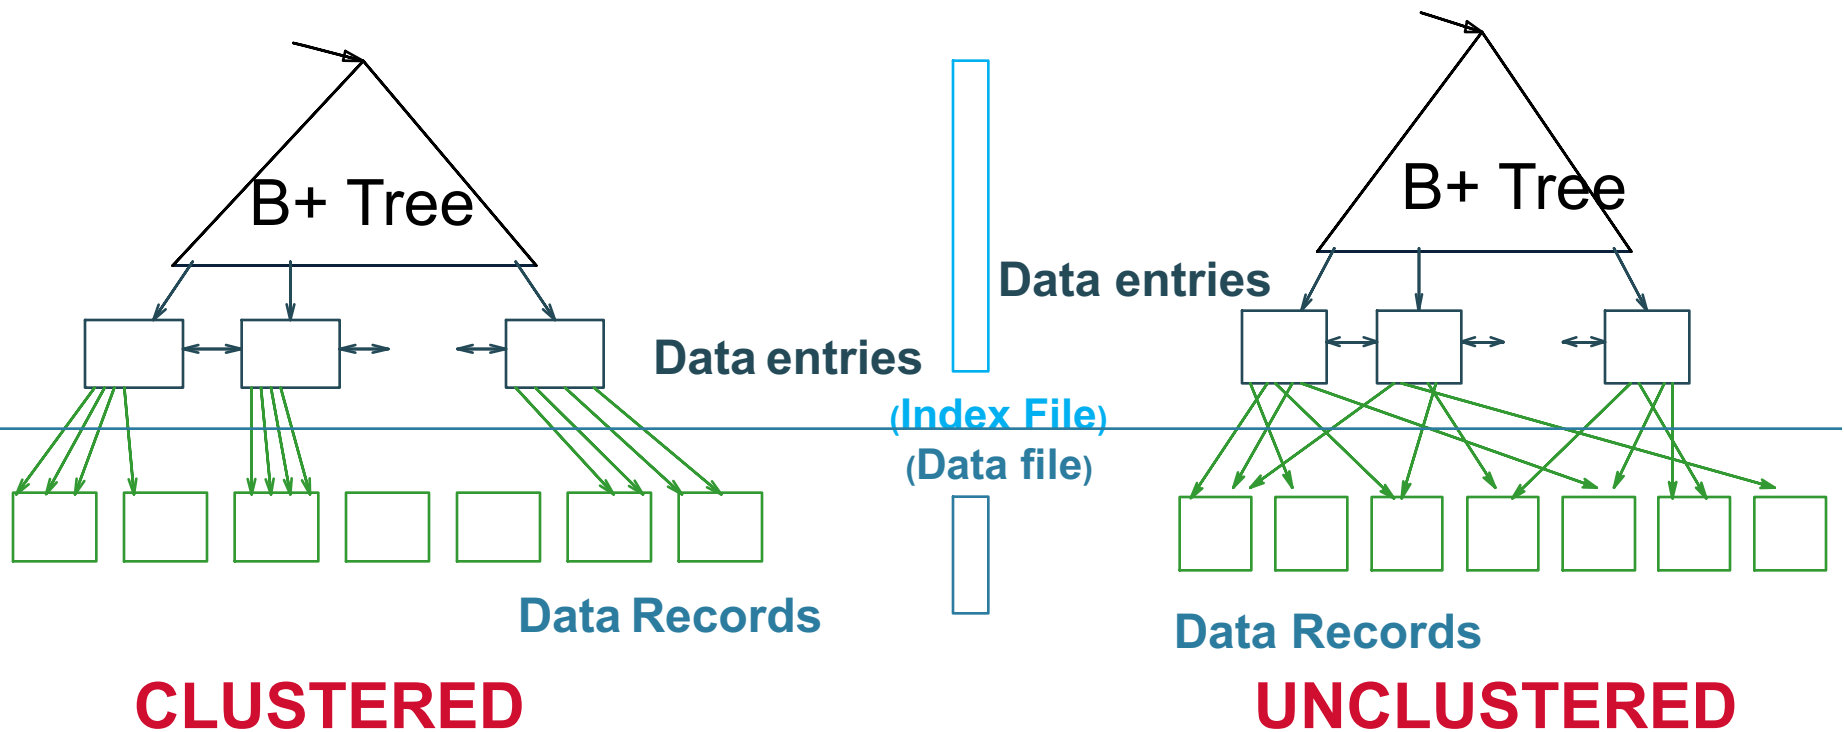 B+ Tree
B+ Tree
Data entries
Data entries
(Index File)
(Data file)
Data Records
Data Records
CLUSTERED
UNCLUSTERED